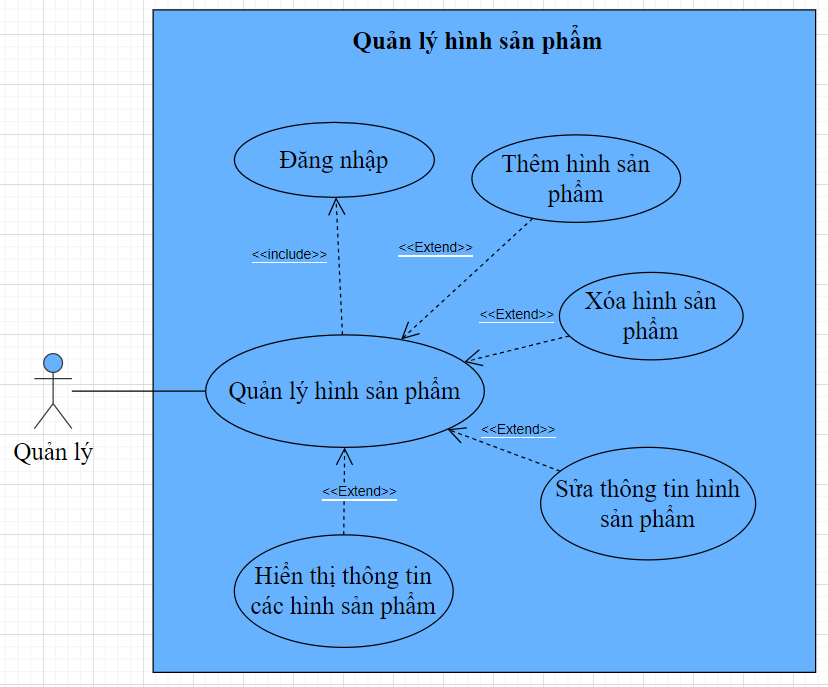 Quản lý hình sản phẩm
Đăng nhập
Thêm hình sản
phẩm
<<include>>
<<Extend>>
Xóa hình sản
phẩm
<<Extend>>
Quản lý hình sản phẩm
Quản lý
<<Extend>>
Sửa thông tin hình
sản phẩm
<<Extend>>
Hiển thị thông tin
các hình sản phẩm